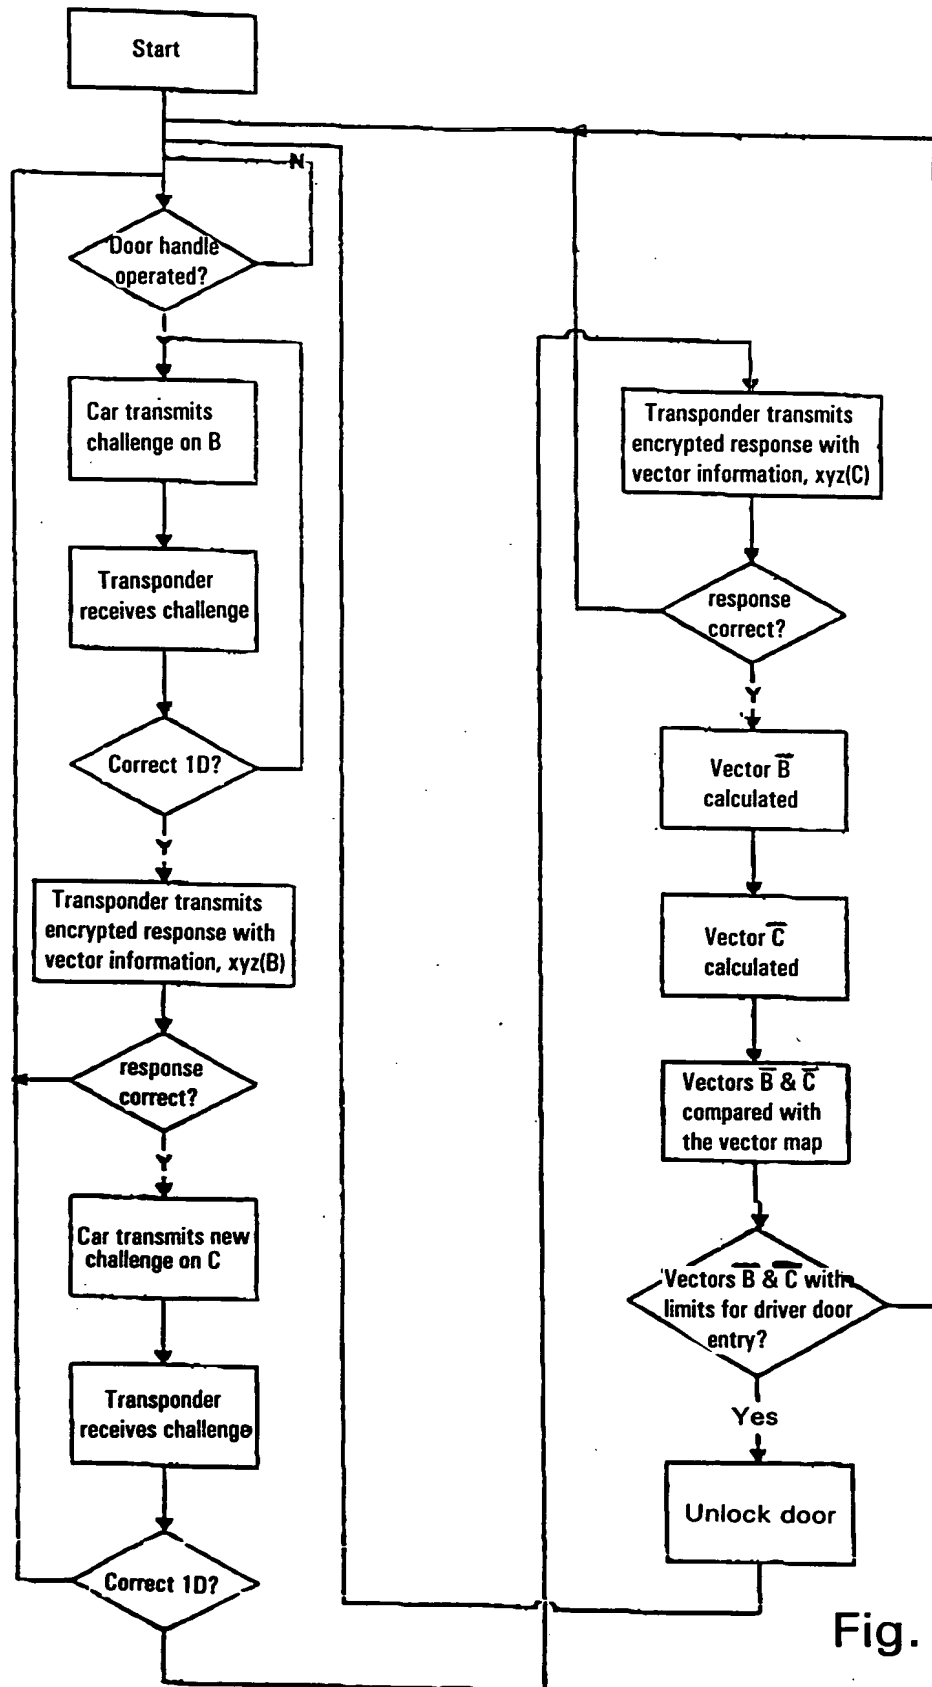 Start
N
Door handle
operated?
Y
Car transmits
challenge on B
Transponder
receives challenge
Correct 1D?
Y
Transponder transmits
encrypted response with
vector information, xyz(B)
response
correct?
Y
Car transmits new
challenge on C
Transponder
receives challenge
Correct 1D?
Transponder transmits
encrypted response with
vector information, xyz(C)
response
correct?
Y
Vector B̅
calculated
Vector C̅
calculated
Vectors B̅ & C̅
compared with
the vector map
Vectors B̅ & C̅ with
limits for driver door
entry?
Yes
Unlock door
Fig.